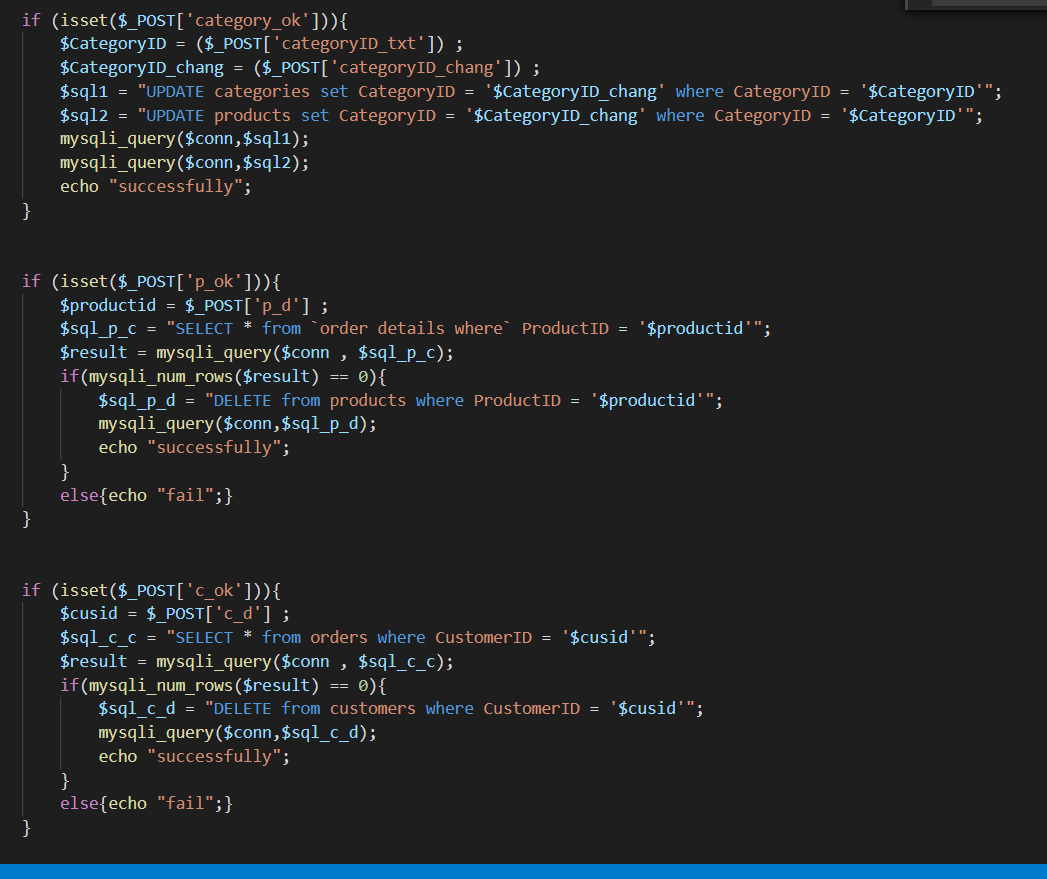 if (isset($_POST['category_ok'])){
    $CategoryID = ($_POST['categoryID_txt']) ;
    $CategoryID_chang = ($_POST['categoryID_chang']) ;
    $sql1 = "UPDATE categories set CategoryID = '$CategoryID_chang' where CategoryID = '$CategoryID'";
    $sql2 = "UPDATE products set CategoryID = '$CategoryID_chang' where CategoryID = '$CategoryID'";
    mysqli_query($conn,$sql1);
    mysqli_query($conn,$sql2);
    echo "successfully";
}
if (isset($_POST['p_ok'])){
    $productid = $_POST['p_d'] ;
    $sql_p_c = "SELECT * from `order details where` ProductID = '$productid'";
    $result = mysqli_query($conn , $sql_p_c);
    if(mysqli_num_rows($result) == 0){
        $sql_p_d = "DELETE from products where ProductID = '$productid'";
        mysqli_query($conn,$sql_p_d);
        echo "successfully";
    }
    else{echo "fail";}
}
if (isset($_POST['c_ok'])){
    $cusid = $_POST['c_d'] ;
    $sql_c_c = "SELECT * from orders where CustomerID = '$cusid'";
    $result = mysqli_query($conn , $sql_c_c);
    if(mysqli_num_rows($result) == 0){
        $sql_c_d = "DELETE from customers where CustomerID = '$cusid'";
        mysqli_query($conn,$sql_c_d);
        echo "successfully";
    }
    else{echo "fail";}
}